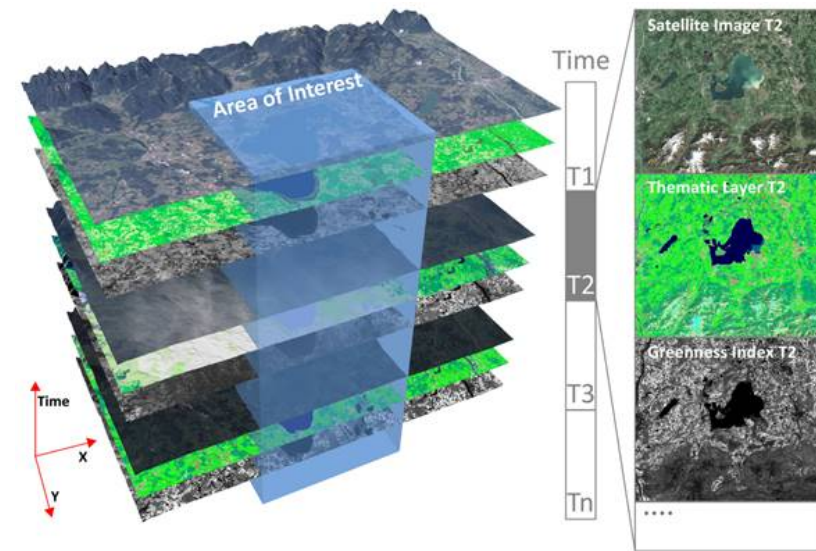 Area of Interest
Time
T1
T2
T3
Tn
Satellite Image T2
Thematic Layer T2
Greenness Index T2
....
Time
X
Y